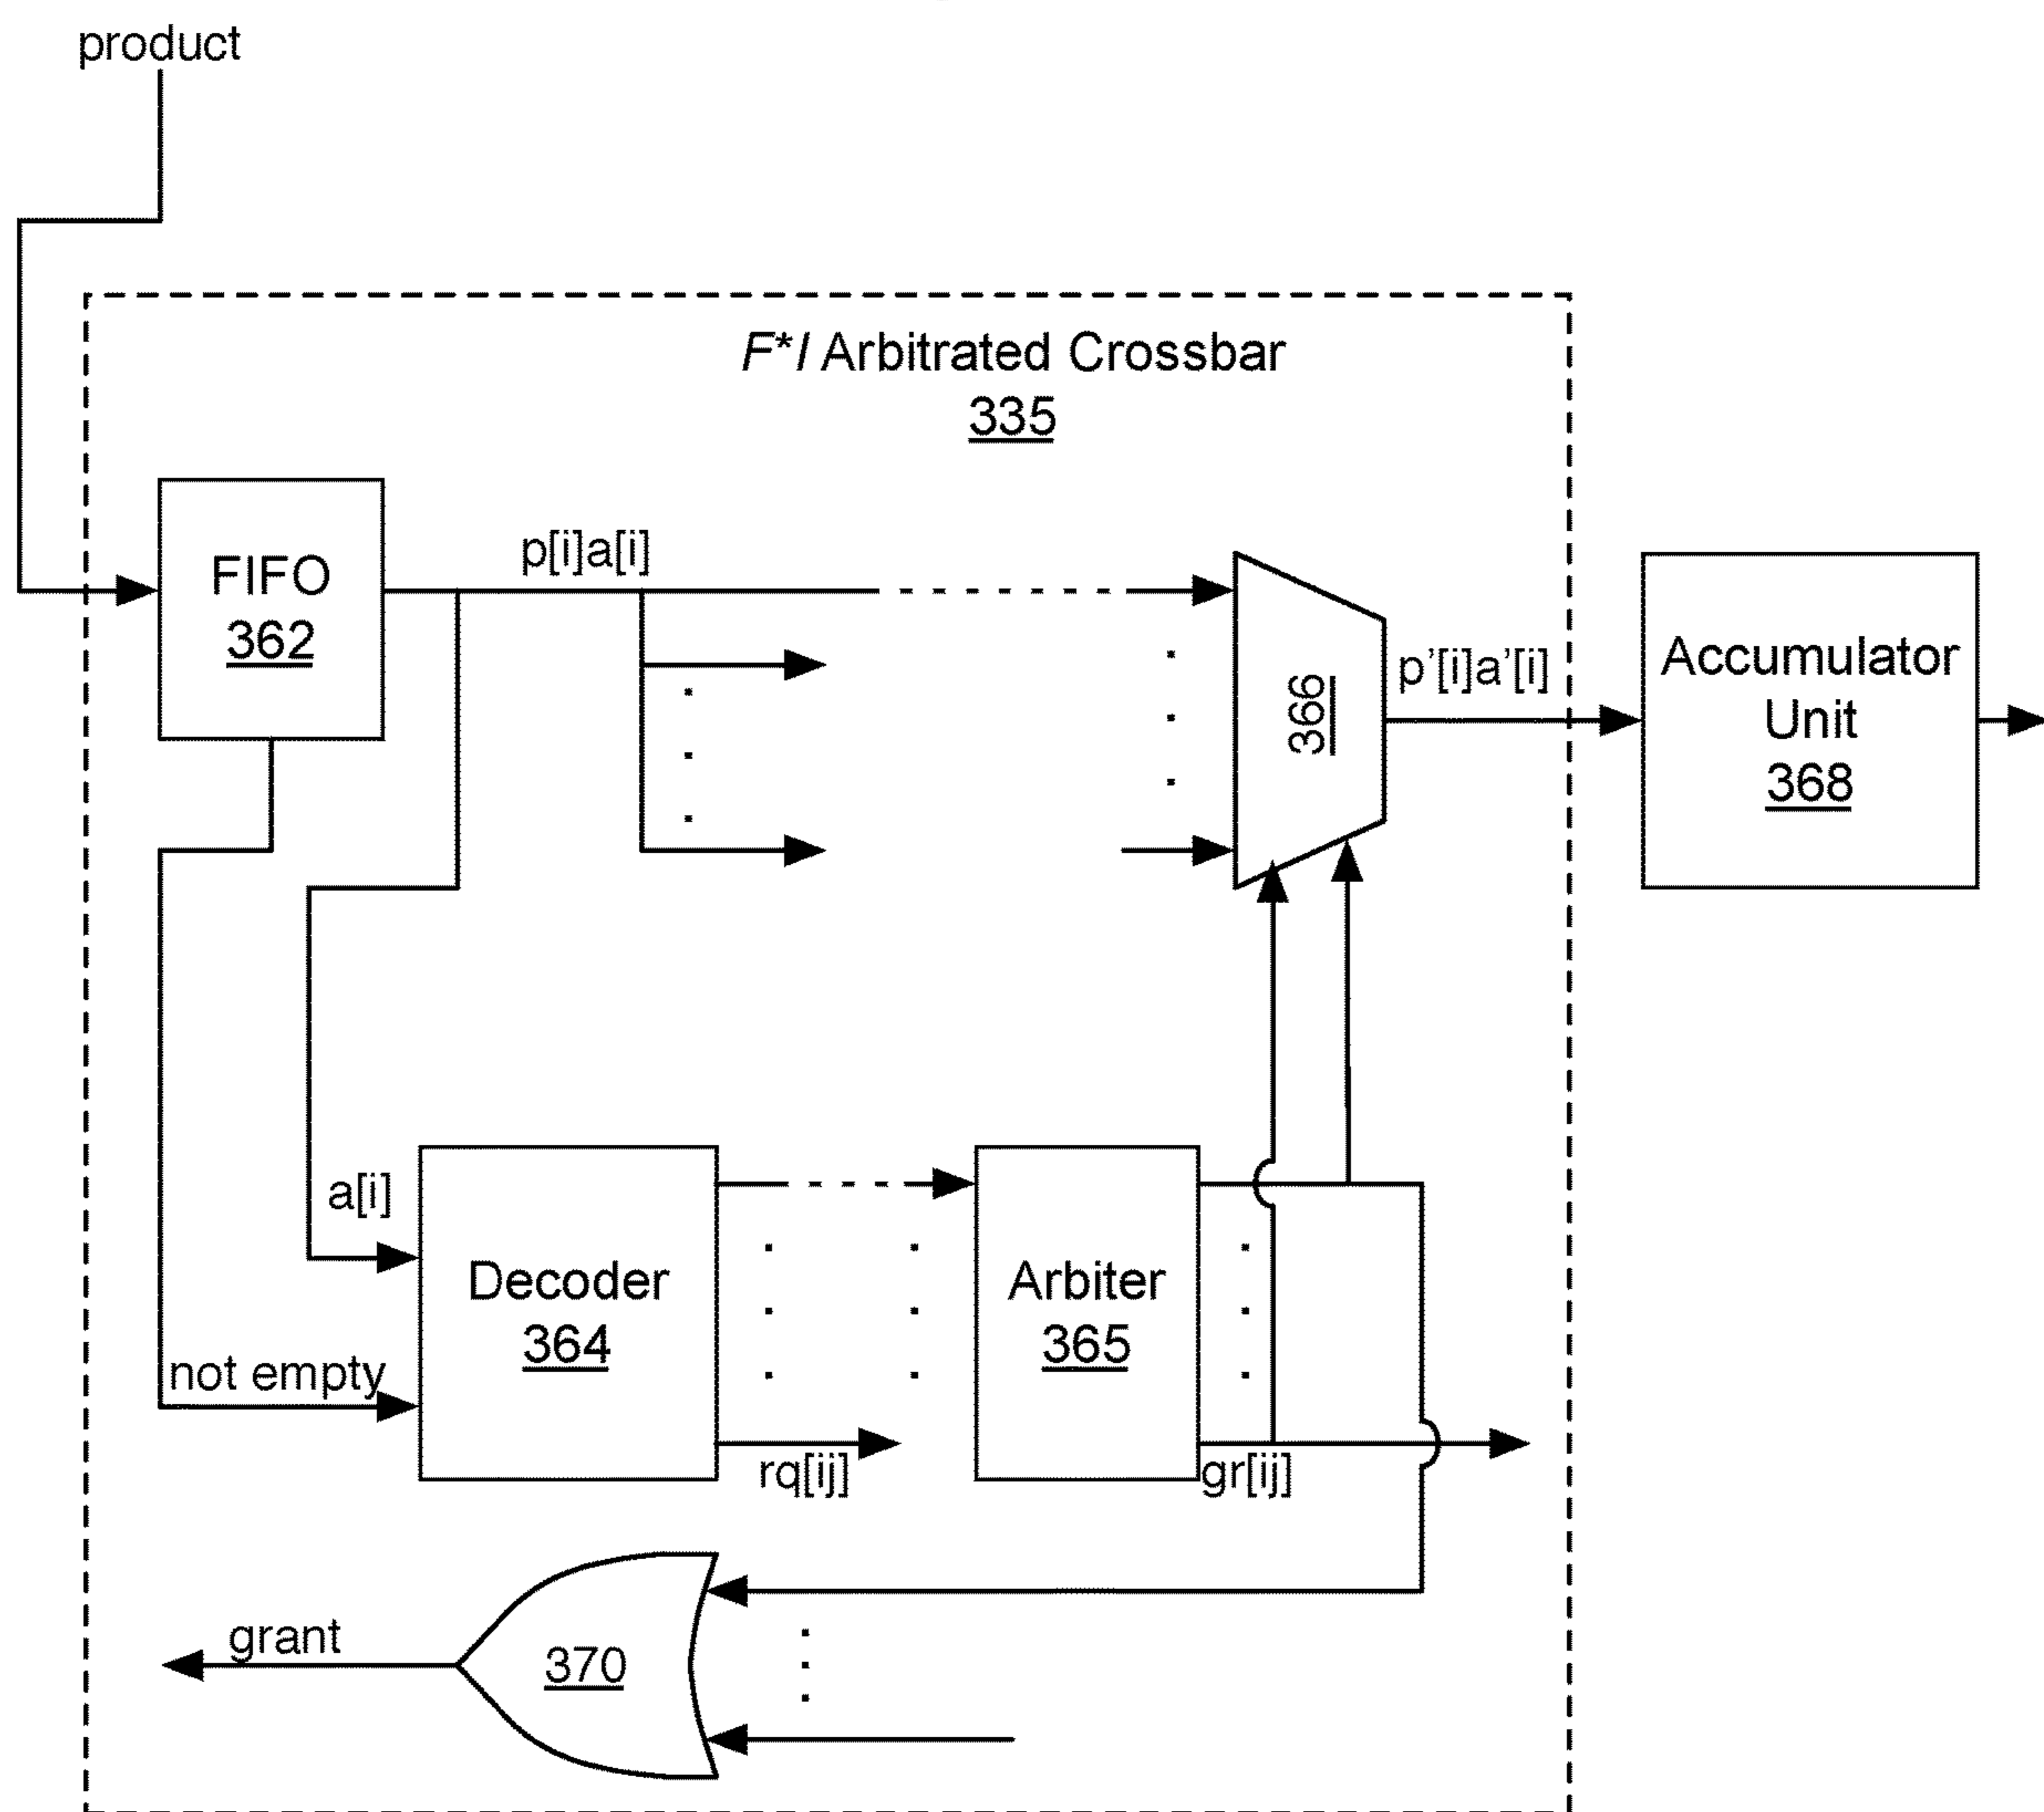 product
F*I Arbitrated Crossbar
335
FIFO
362
p[i]a[i]
366
p’[i]a’[i]
Accumulator
Unit
368
a[i]
not empty
Decoder
364
rq[ij]
Arbiter
365
gr[ij]
grant
370